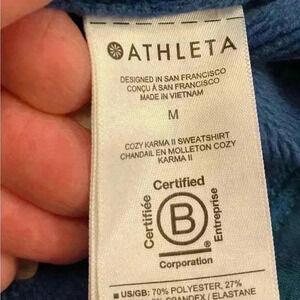 ATHLETA
DESIGNED IN SAN FRANCISCO
CONÇU À SAN FRANCISCO
MADE IN VIETNAM
M
COZY KARMA II SWEATSHIRT
CHANDAIL EN MOLLETON COZY
KARMA II
Certified
Certifiée
B
Entreprise
Corporation
US/GB: 70% POLYESTER, 27%
SPANDEX / ELASTANE